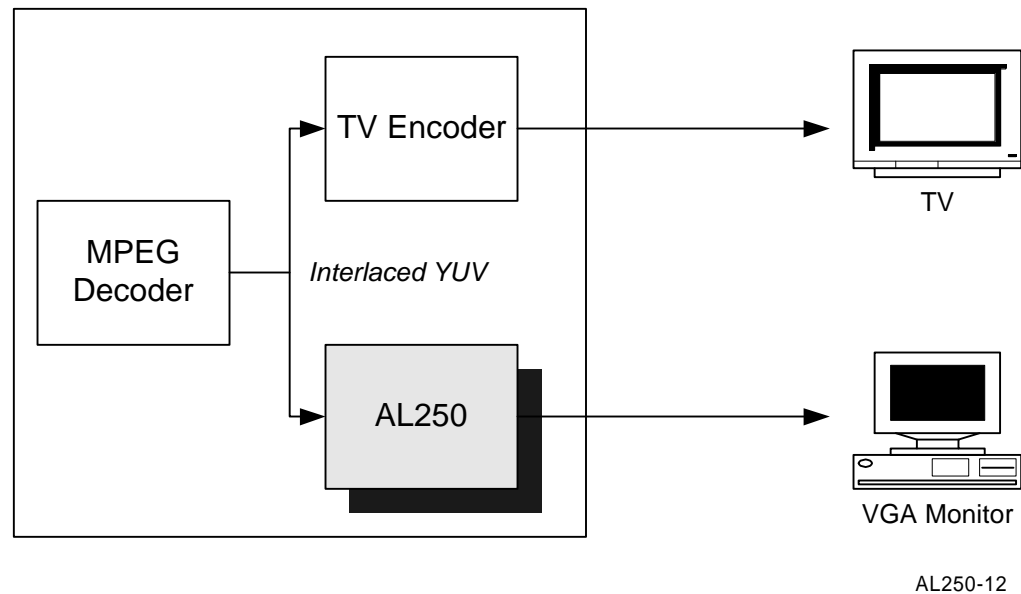 TV Encoder
TV
MPEG
Decoder
Interlaced YUV
AL250
VGA Monitor
AL250-12